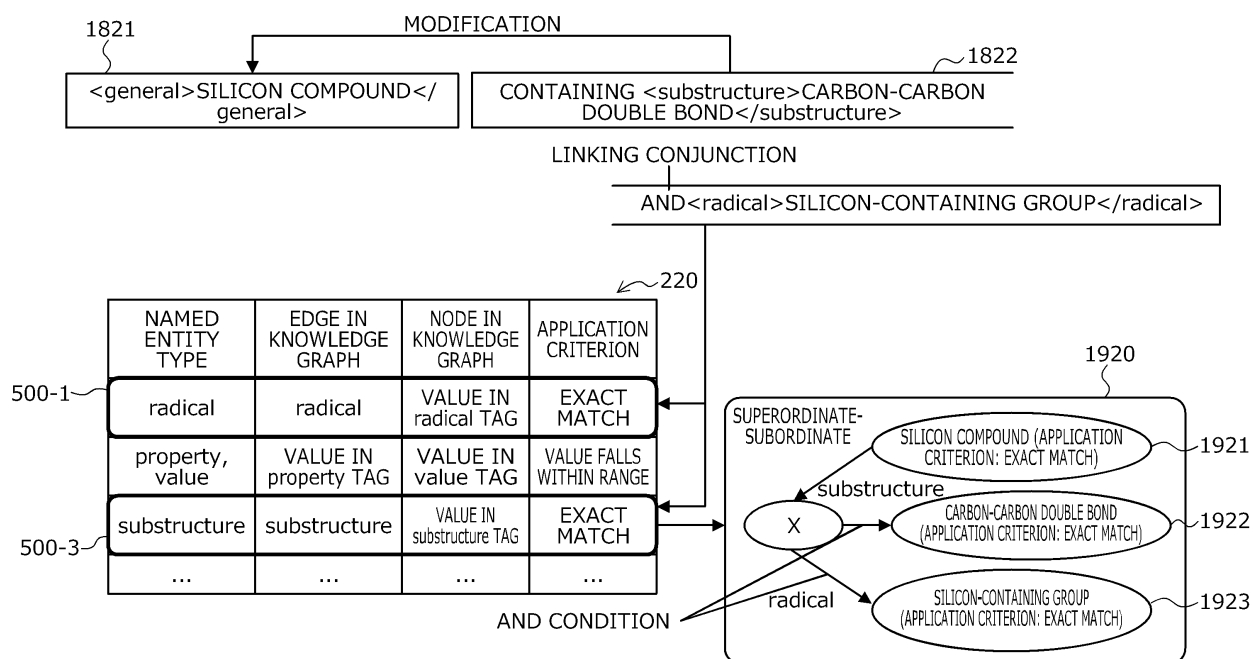 MODIFICATION
1821
<general>SILICON COMPOUND</
general>
1822
CONTAINING <substructure>CARBON-CARBON
DOUBLE BOND</substructure>
LINKING CONJUNCTION
AND<radical>SILICON-CONTAINING GROUP</radical>
220
NAMED
ENTITY
TYPE
EDGE IN
KNOWLEDGE
GRAPH
NODE IN
KNOWLEDGE
GRAPH
APPLICATION
CRITERION
500-1
radical
radical
VALUE IN
radical TAG
EXACT
MATCH
property,
value
VALUE IN
property TAG
VALUE IN
value TAG
VALUE FALLS
WITHIN RANGE
500-3
substructure
substructure
VALUE IN
substructure TAG
EXACT
MATCH
...
...
...
...
1920
SUPERORDINATE-
SUBORDINATE
SILICON COMPOUND (APPLICATION
CRITERION: EXACT MATCH)
1921
substructure
X
CARBON-CARBON DOUBLE BOND
(APPLICATION CRITERION: EXACT MATCH)
1922
radical
SILICON-CONTAINING GROUP
(APPLICATION CRITERION: EXACT MATCH)
1923
AND CONDITION